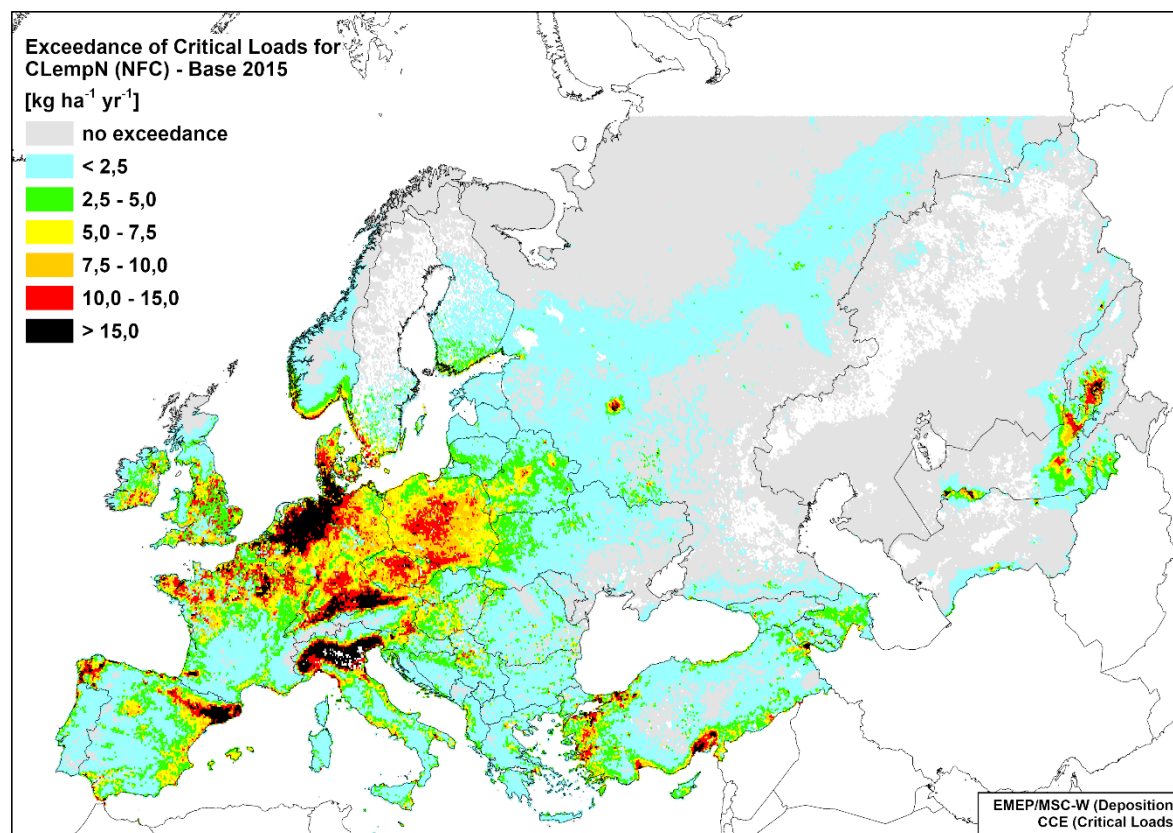 Exceedance of Critical Loads for
CLempN (NFC) - Base 2015
[kg ha⁻¹ yr⁻¹]
no exceedance
< 2,5
2,5 - 5,0
5,0 - 7,5
7,5 - 10,0
10,0 - 15,0
> 15,0
EMEP/MSC-W (Deposition
CCE (Critical Loads